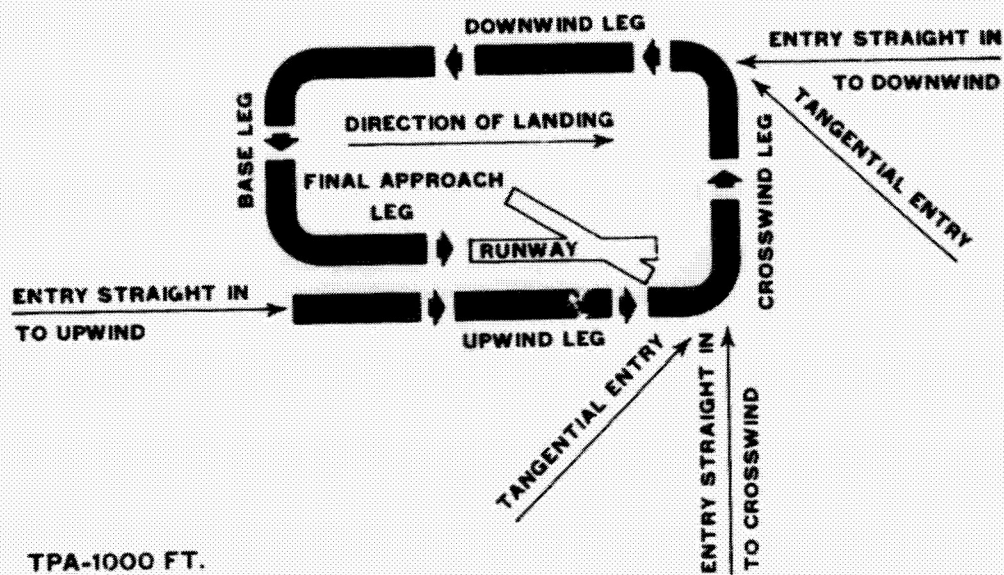 DOWNWIND LEG
ENTRY STRAIGHT IN
TO DOWNWIND
TANGENTIAL ENTRY
BASE LEG
DIRECTION OF LANDING
CROSSWIND LEG
FINAL APPROACH
LEG
RUNWAY
ENTRY STRAIGHT IN
TO UPWIND
UPWIND LEG
TANGENTIAL ENTRY
ENTRY STRAIGHT IN
TO CROSSWIND
TPA-1000 FT.